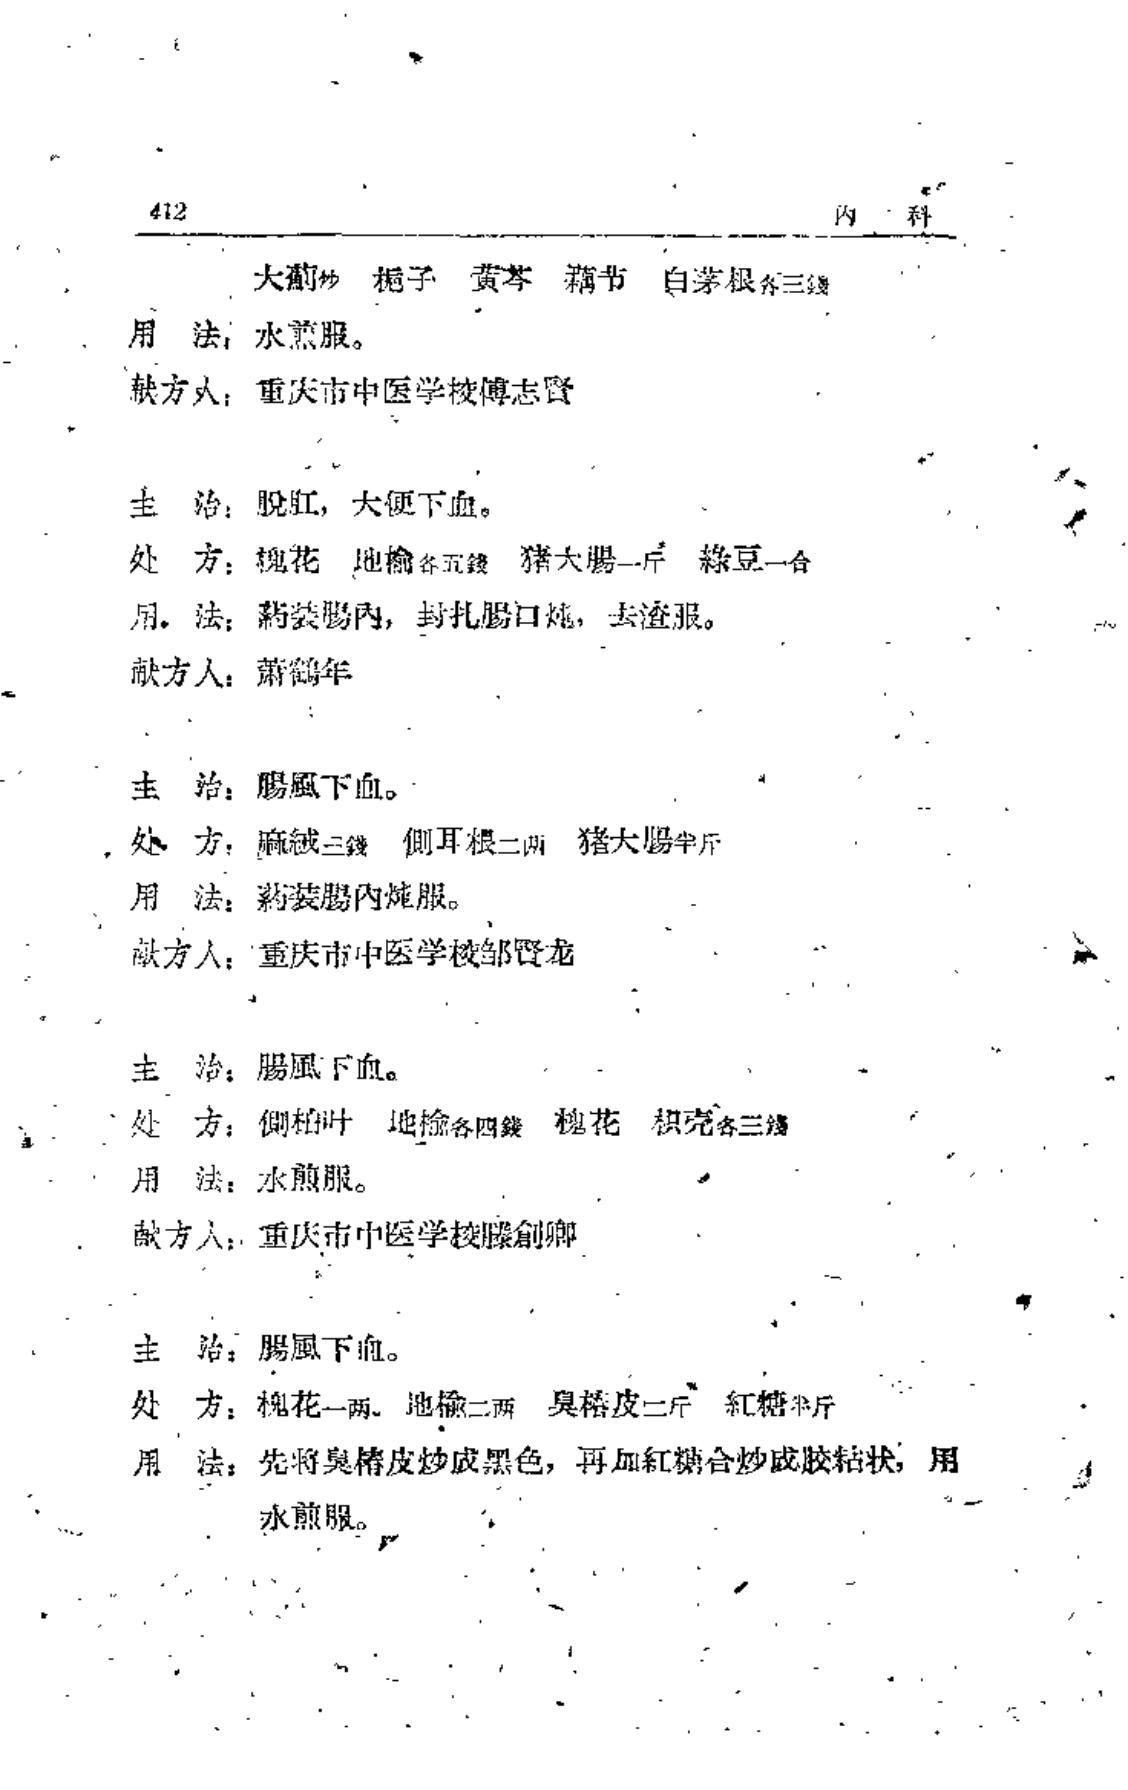 412 内 科
大薊炒 梔子 黄芩 藕节 白茅根各三錢
用 法：水煎服。
献方人：重庆市中医学校傅志賢
主 治：脫肛，大便下血。
处 方：槐花 地榆各五錢 猪大腸一斤 綠豆一合
用 法：葯装腸內，封扎腸口炖，去渣服。
献方人：萧鶴年
主 治：腸風下血。
处 方：麻絨三錢 側耳根二两 猪大腸半斤
用 法：葯装腸內炖服。
献方人：重庆市中医学校邹賢龙
主 治：腸風下血。
处 方：側柏叶 地榆各四錢 槐花 枳壳各三錢
用 法：水煎服。
献方人：重庆市中医学校滕創卿
主 治：腸風下血。
处 方：槐花一两 地榆二两 臭椿皮二斤 紅糖半斤
用 法：先将臭椿皮炒成黑色，再加紅糖合炒成胶粘状，用
水煎服。